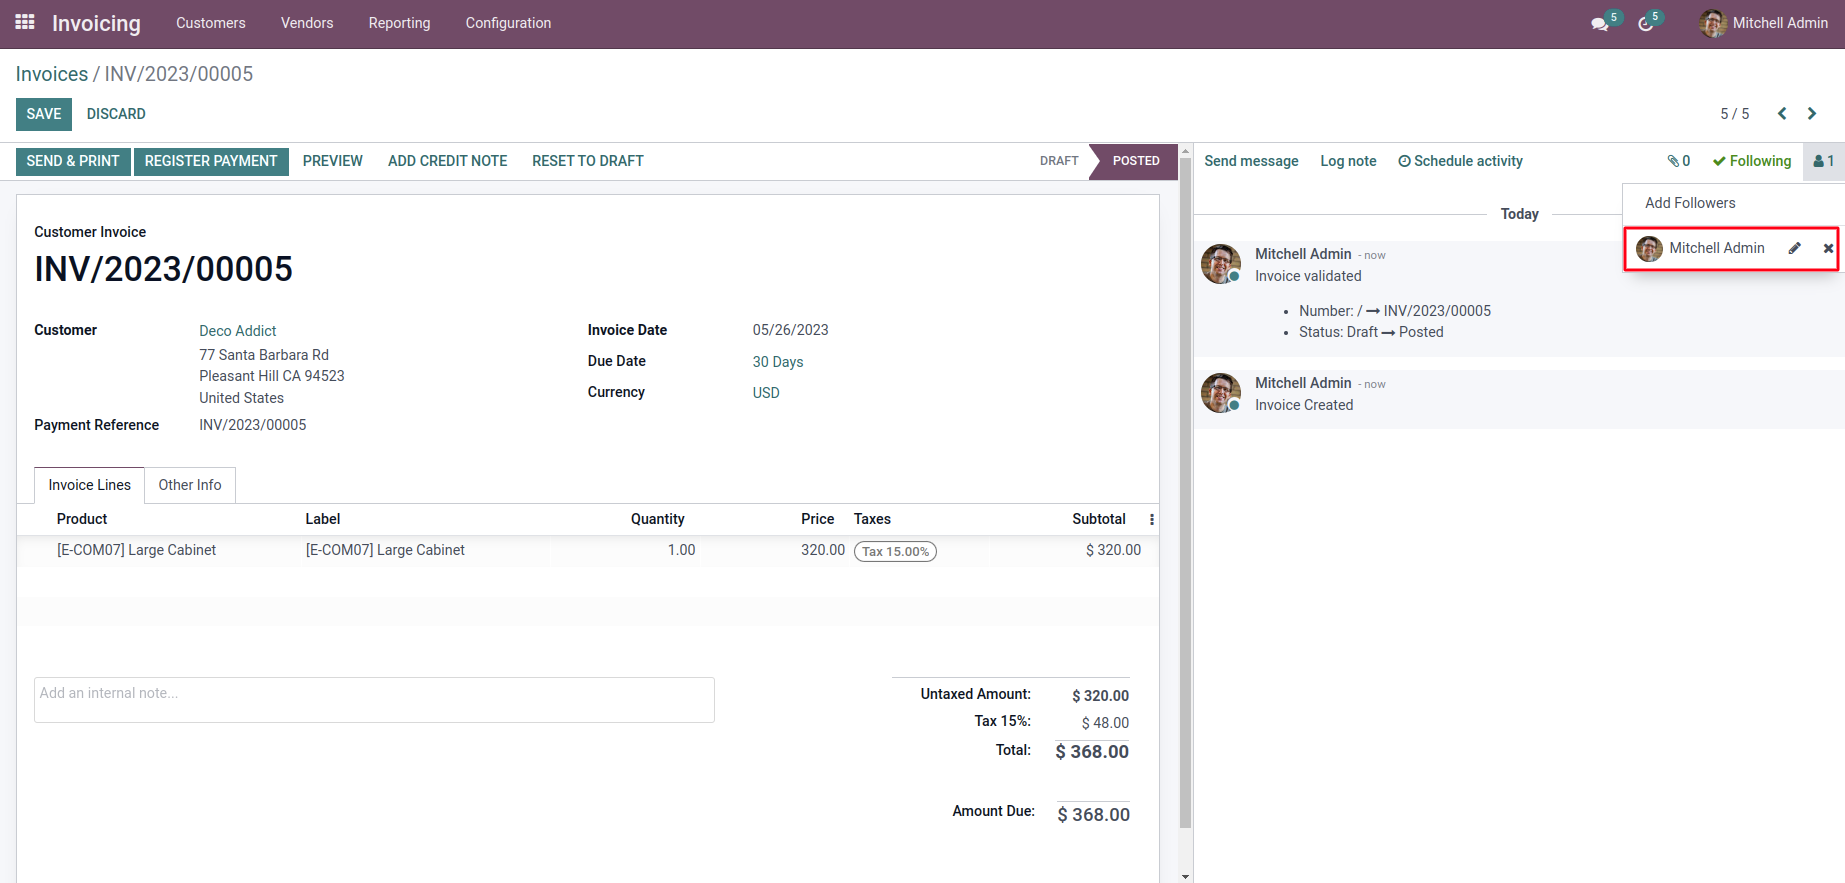 Invoicing Customers Vendors Reporting Configuration 5 5 Mitchell Admin
Invoices / INV/2023/00005
SAVE DISCARD 5 / 5
SEND & PRINT REGISTER PAYMENT PREVIEW ADD CREDIT NOTE RESET TO DRAFT DRAFT POSTED
Send message Log note Schedule activity 0 Following 1
Add Followers
Mitchell Admin
Customer Invoice
INV/2023/00005
Customer Deco Addict
77 Santa Barbara Rd
Pleasant Hill CA 94523
United States
Payment Reference INV/2023/00005
Invoice Date 05/26/2023
Due Date 30 Days
Currency USD
Invoice Lines Other Info
Product Label Quantity Price Taxes Subtotal
[E-COM07] Large Cabinet [E-COM07] Large Cabinet 1.00 320.00 Tax 15.00% $ 320.00
Add an internal note...
Untaxed Amount: $ 320.00
Tax 15%: $ 48.00
Total: $ 368.00
Amount Due: $ 368.00
Today
Mitchell Admin - now
Invoice validated
• Number: / → INV/2023/00005
• Status: Draft → Posted
Mitchell Admin - now
Invoice Created